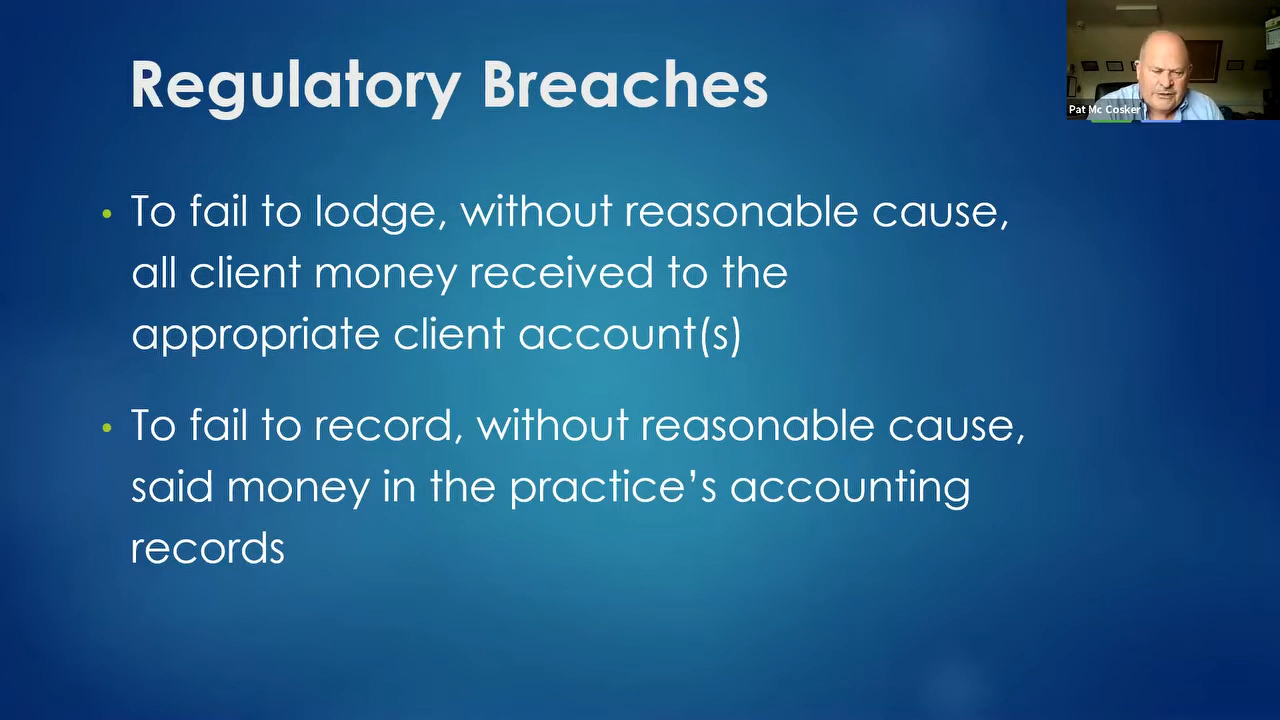 Regulatory Breaches
Pat Mc Cosker
• To fail to lodge, without reasonable cause,
all client money received to the
appropriate client account(s)
• To fail to record, without reasonable cause,
said money in the practice’s accounting
records